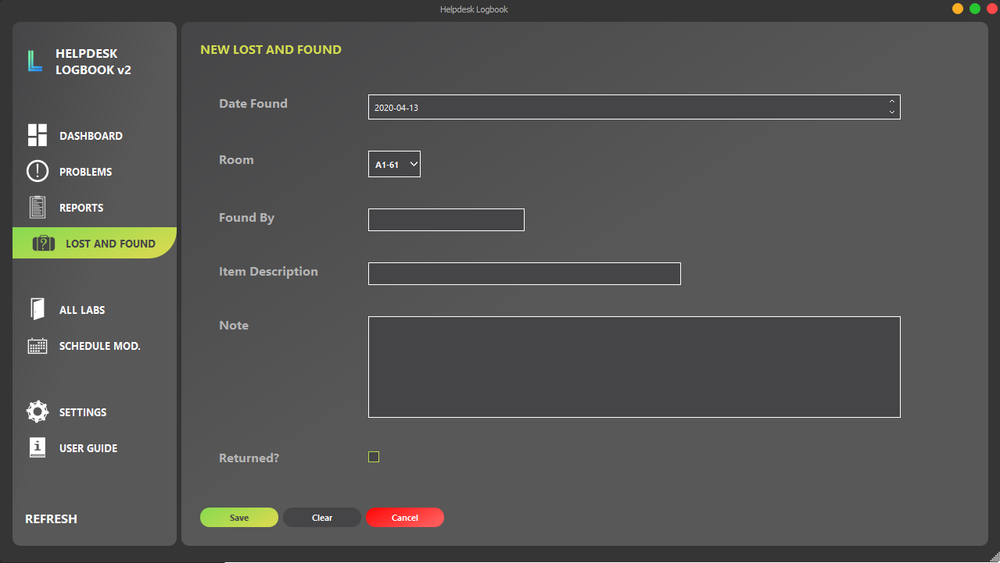 Helpdesk Logbook
HELPDESK
LOGBOOK v2
DASHBOARD
PROBLEMS
REPORTS
LOST AND FOUND
ALL LABS
SCHEDULE MOD.
SETTINGS
USER GUIDE
REFRESH
NEW LOST AND FOUND
Date Found
2020-04-13
Room
A1-61
Found By
Item Description
Note
Returned?
Save
Clear
Cancel